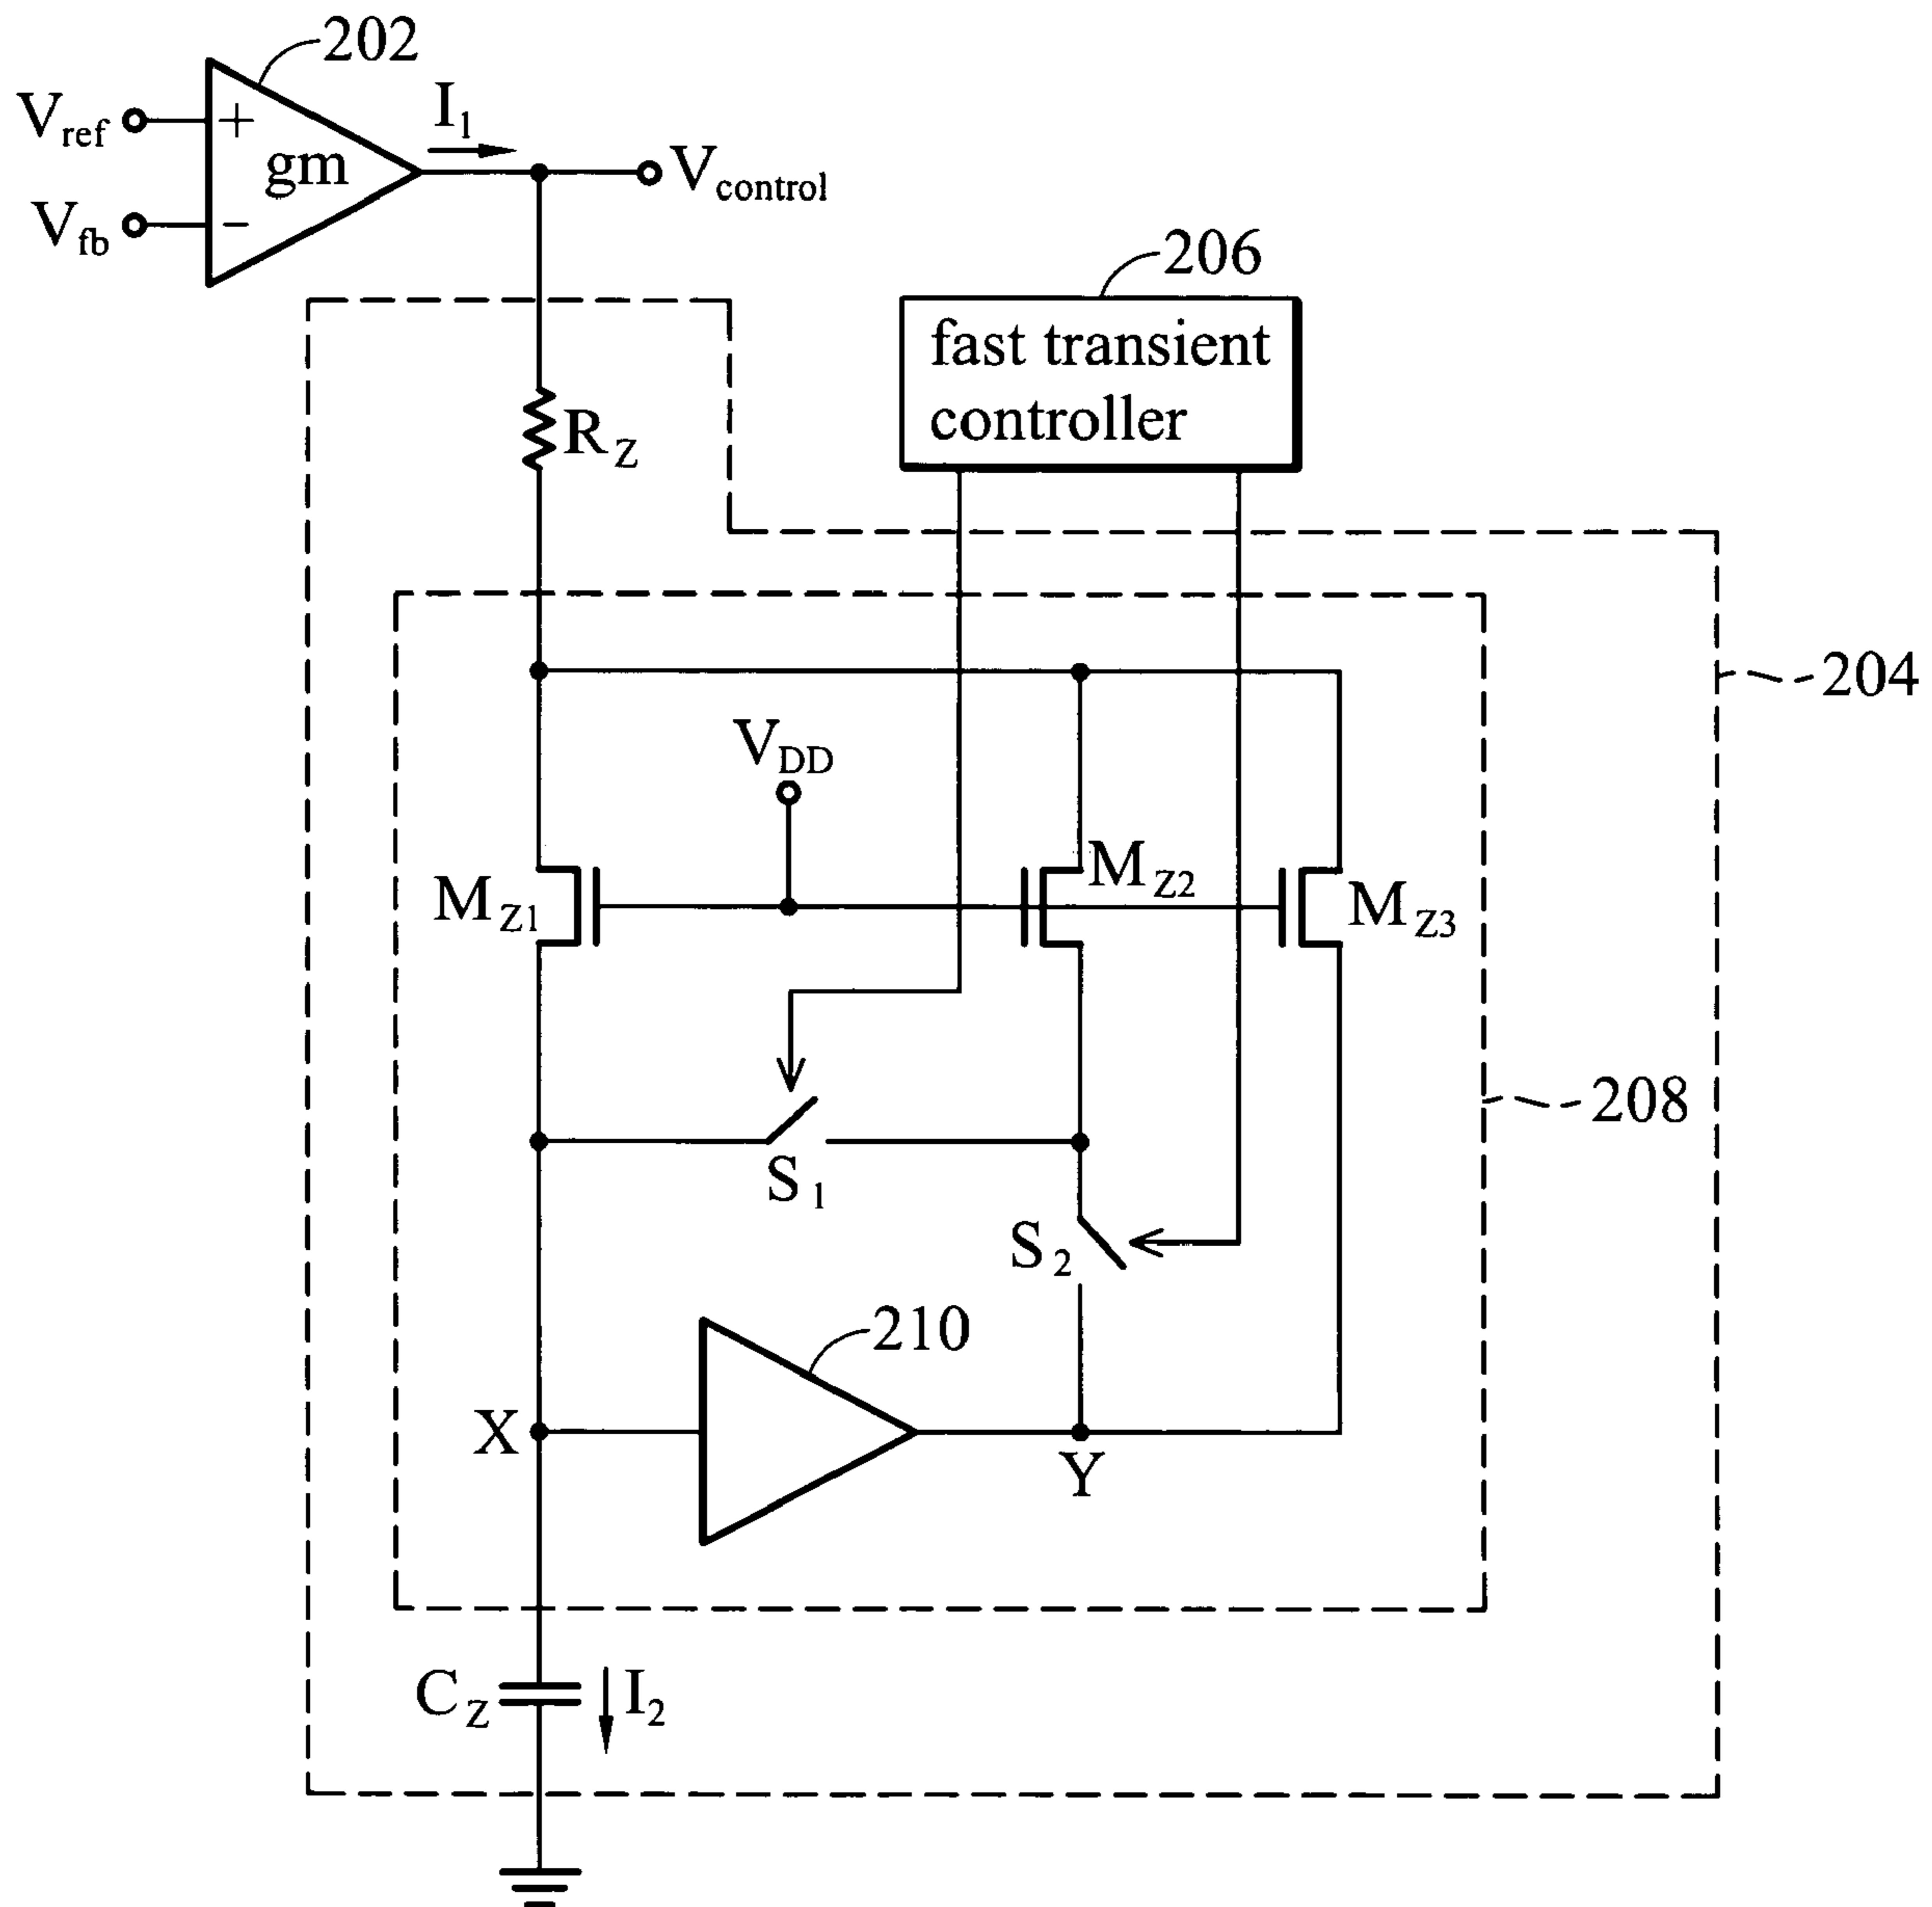 202
I1
Vref
+
gm
Vcontrol
Vfb
−
206
fast transient
controller
RZ
204
VDD
MZ1
MZ2
MZ3
208
S1
S2
210
X
Y
CZ
I2